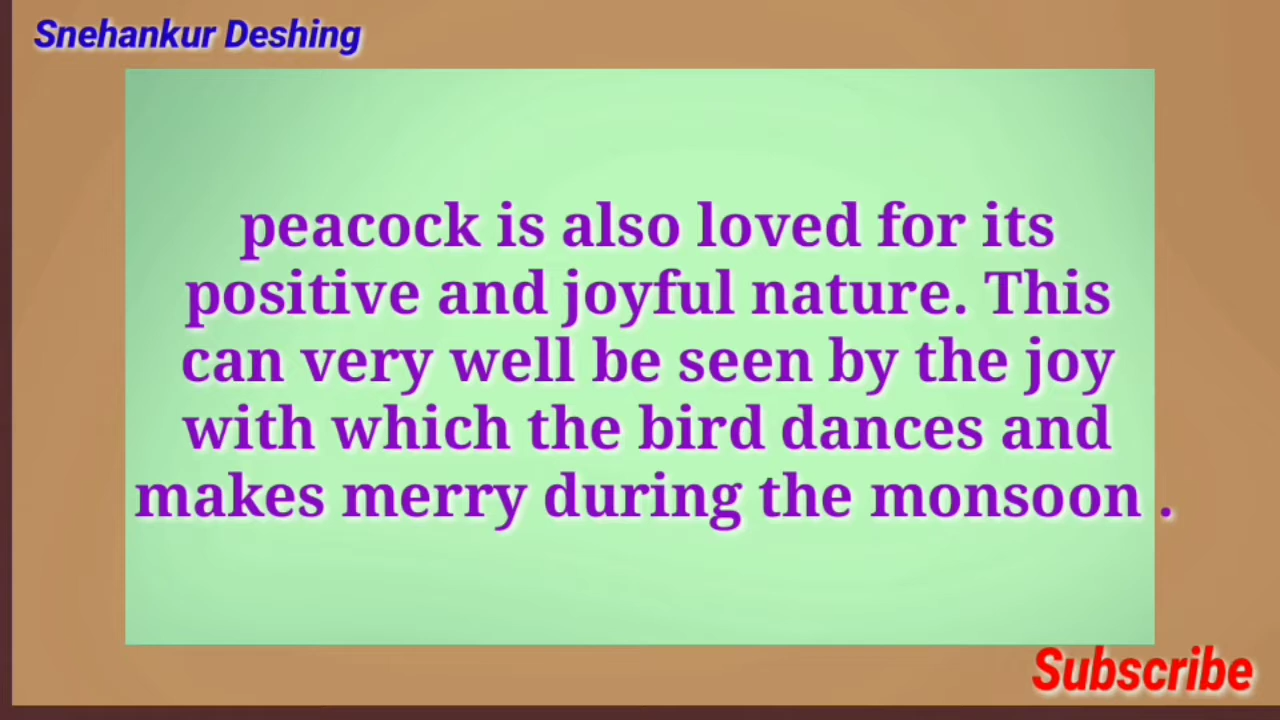 Snehankur Deshing
peacock is also loved for its
positive and joyful nature. This
can very well be seen by the joy
with which the bird dances and
makes merry during the monsoon .
Subscribe